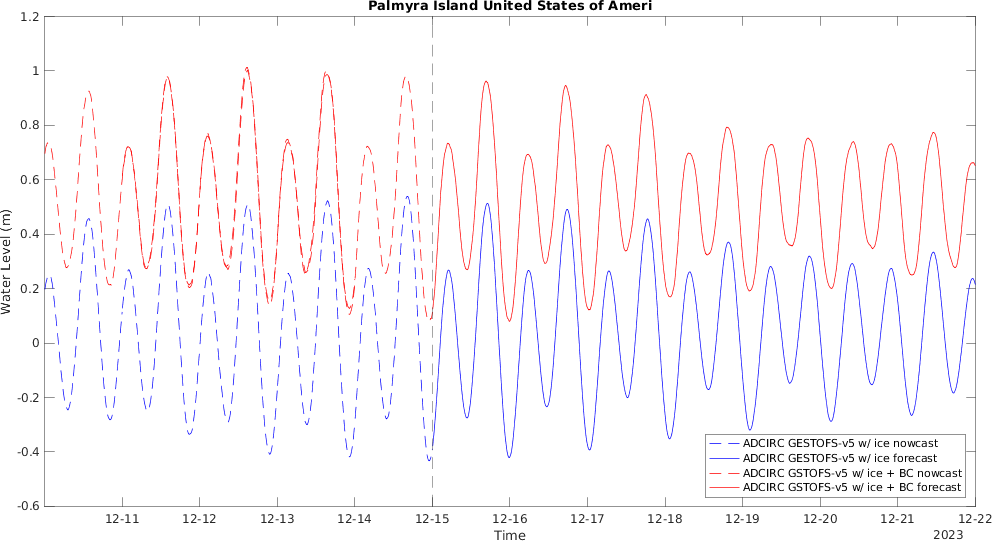 Palmyra Island United States of Ameri
1.2
1
0.8
0.6
0.4
0.2
0
-0.2
-0.4
-0.6
Water Level (m)
ADCIRC GESTOFS-v5 w/ ice nowcast
ADCIRC GESTOFS-v5 w/ ice forecast
ADCIRC GSTOFS-v5 w/ ice + BC nowcast
ADCIRC GSTOFS-v5 w/ ice + BC forecast
12-11 12-12 12-13 12-14 12-15 12-16 12-17 12-18 12-19 12-20 12-21 12-22
Time
2023